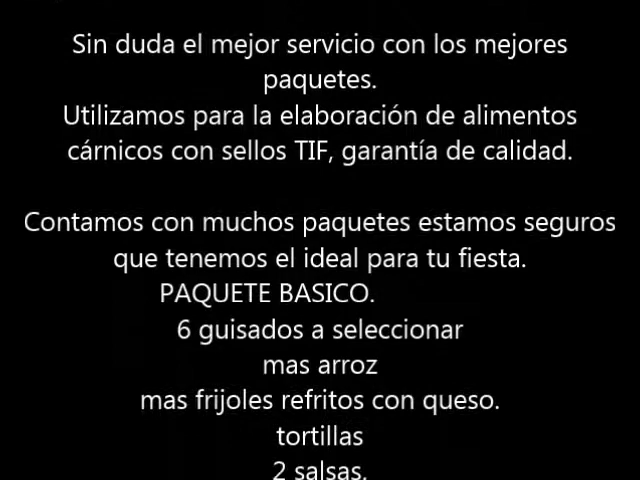 Sin duda el mejor servicio con los mejores
paquetes.
Utilizamos para la elaboración de alimentos
cárnicos con sellos TIF, garantía de calidad.
Contamos con muchos paquetes estamos seguros
que tenemos el ideal para tu fiesta.
PAQUETE BASICO.
6 guisados a seleccionar
mas arroz
mas frijoles refritos con queso.
tortillas
2 salsas.